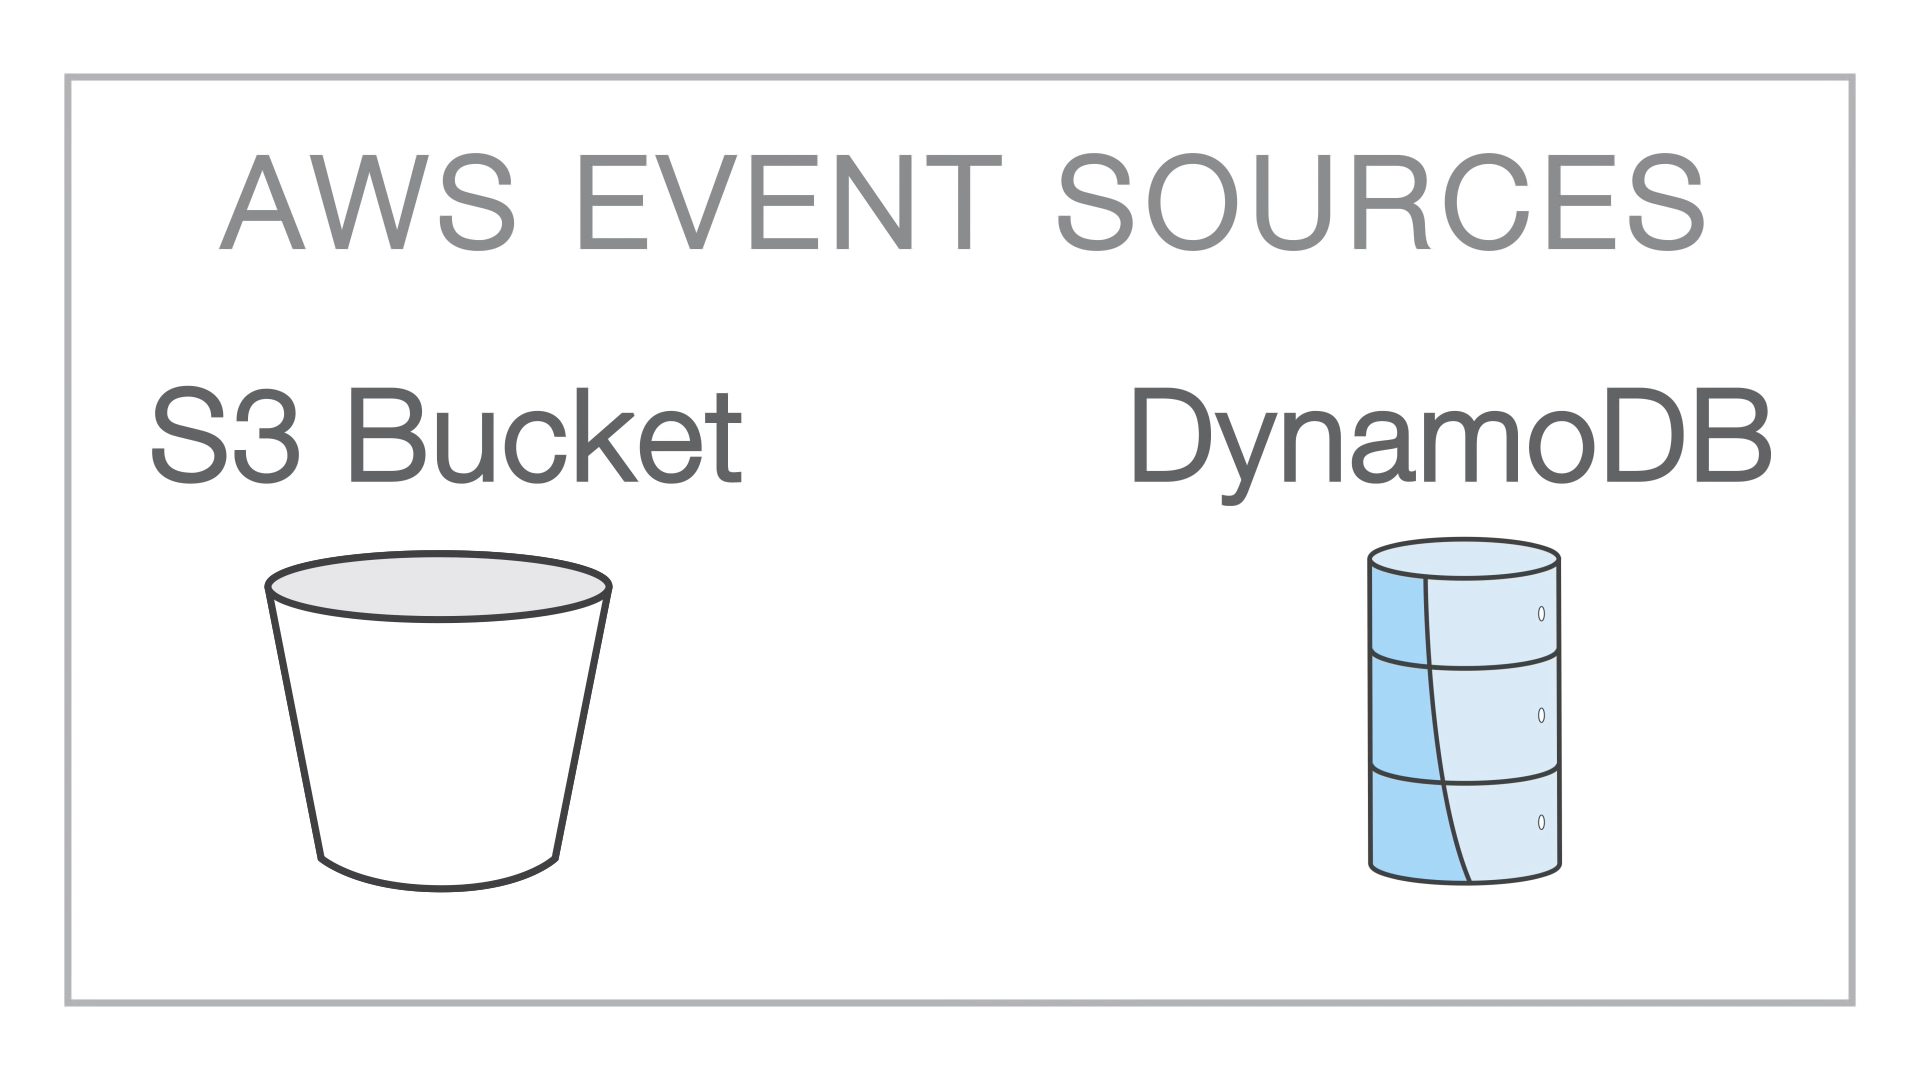 AWS EVENT SOURCES
S3 Bucket
DynamoDB